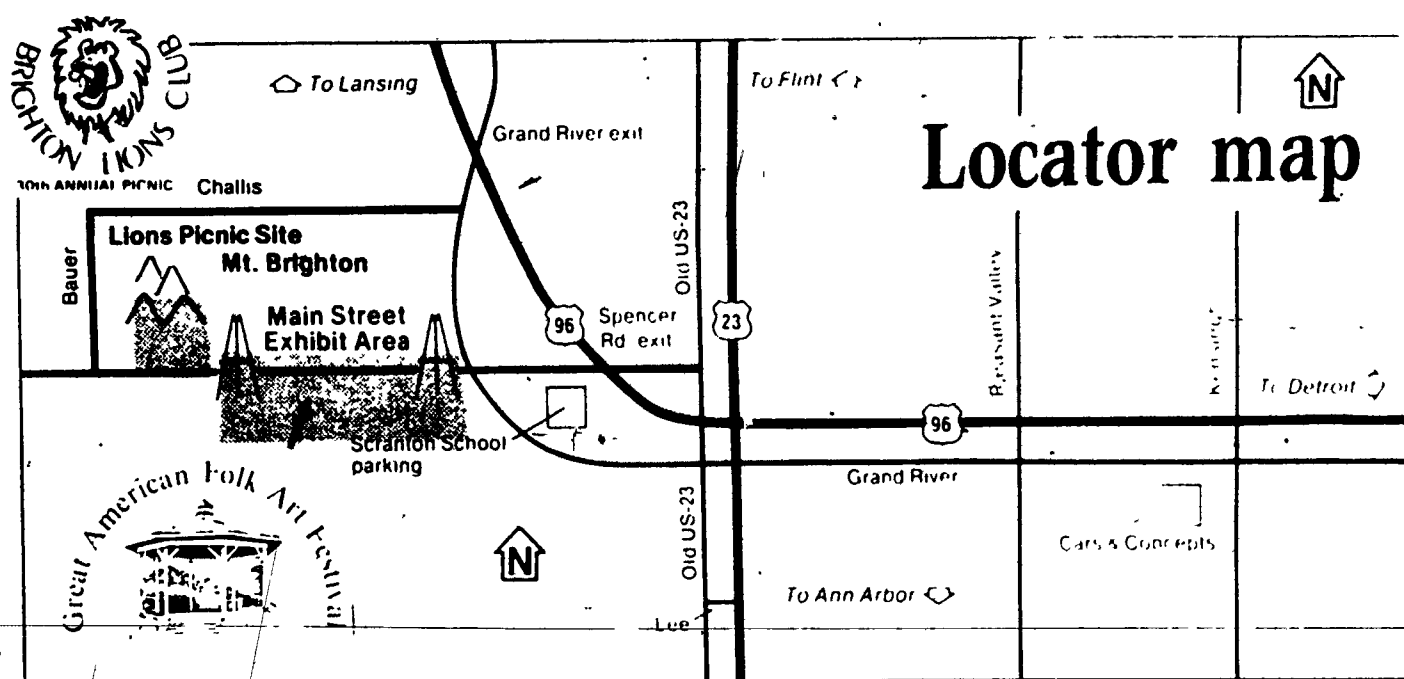 BRIGHTON LIONS CLUB
30th ANNUAL PICNIC
To Lansing
To Flint
N
Locator map
Grand River exit
Challis
Lions Picnic Site
Mt. Brighton
Bauer
Old US-23
Pleasant Valley
Main Street
Exhibit Area
96
Spencer
Rd exit
23
To Detroit
96
Scranton School
parking
Grand River
Great American Folk Art Festival
N
Old US-23
Cars & Concepts
To Ann Arbor
Lee